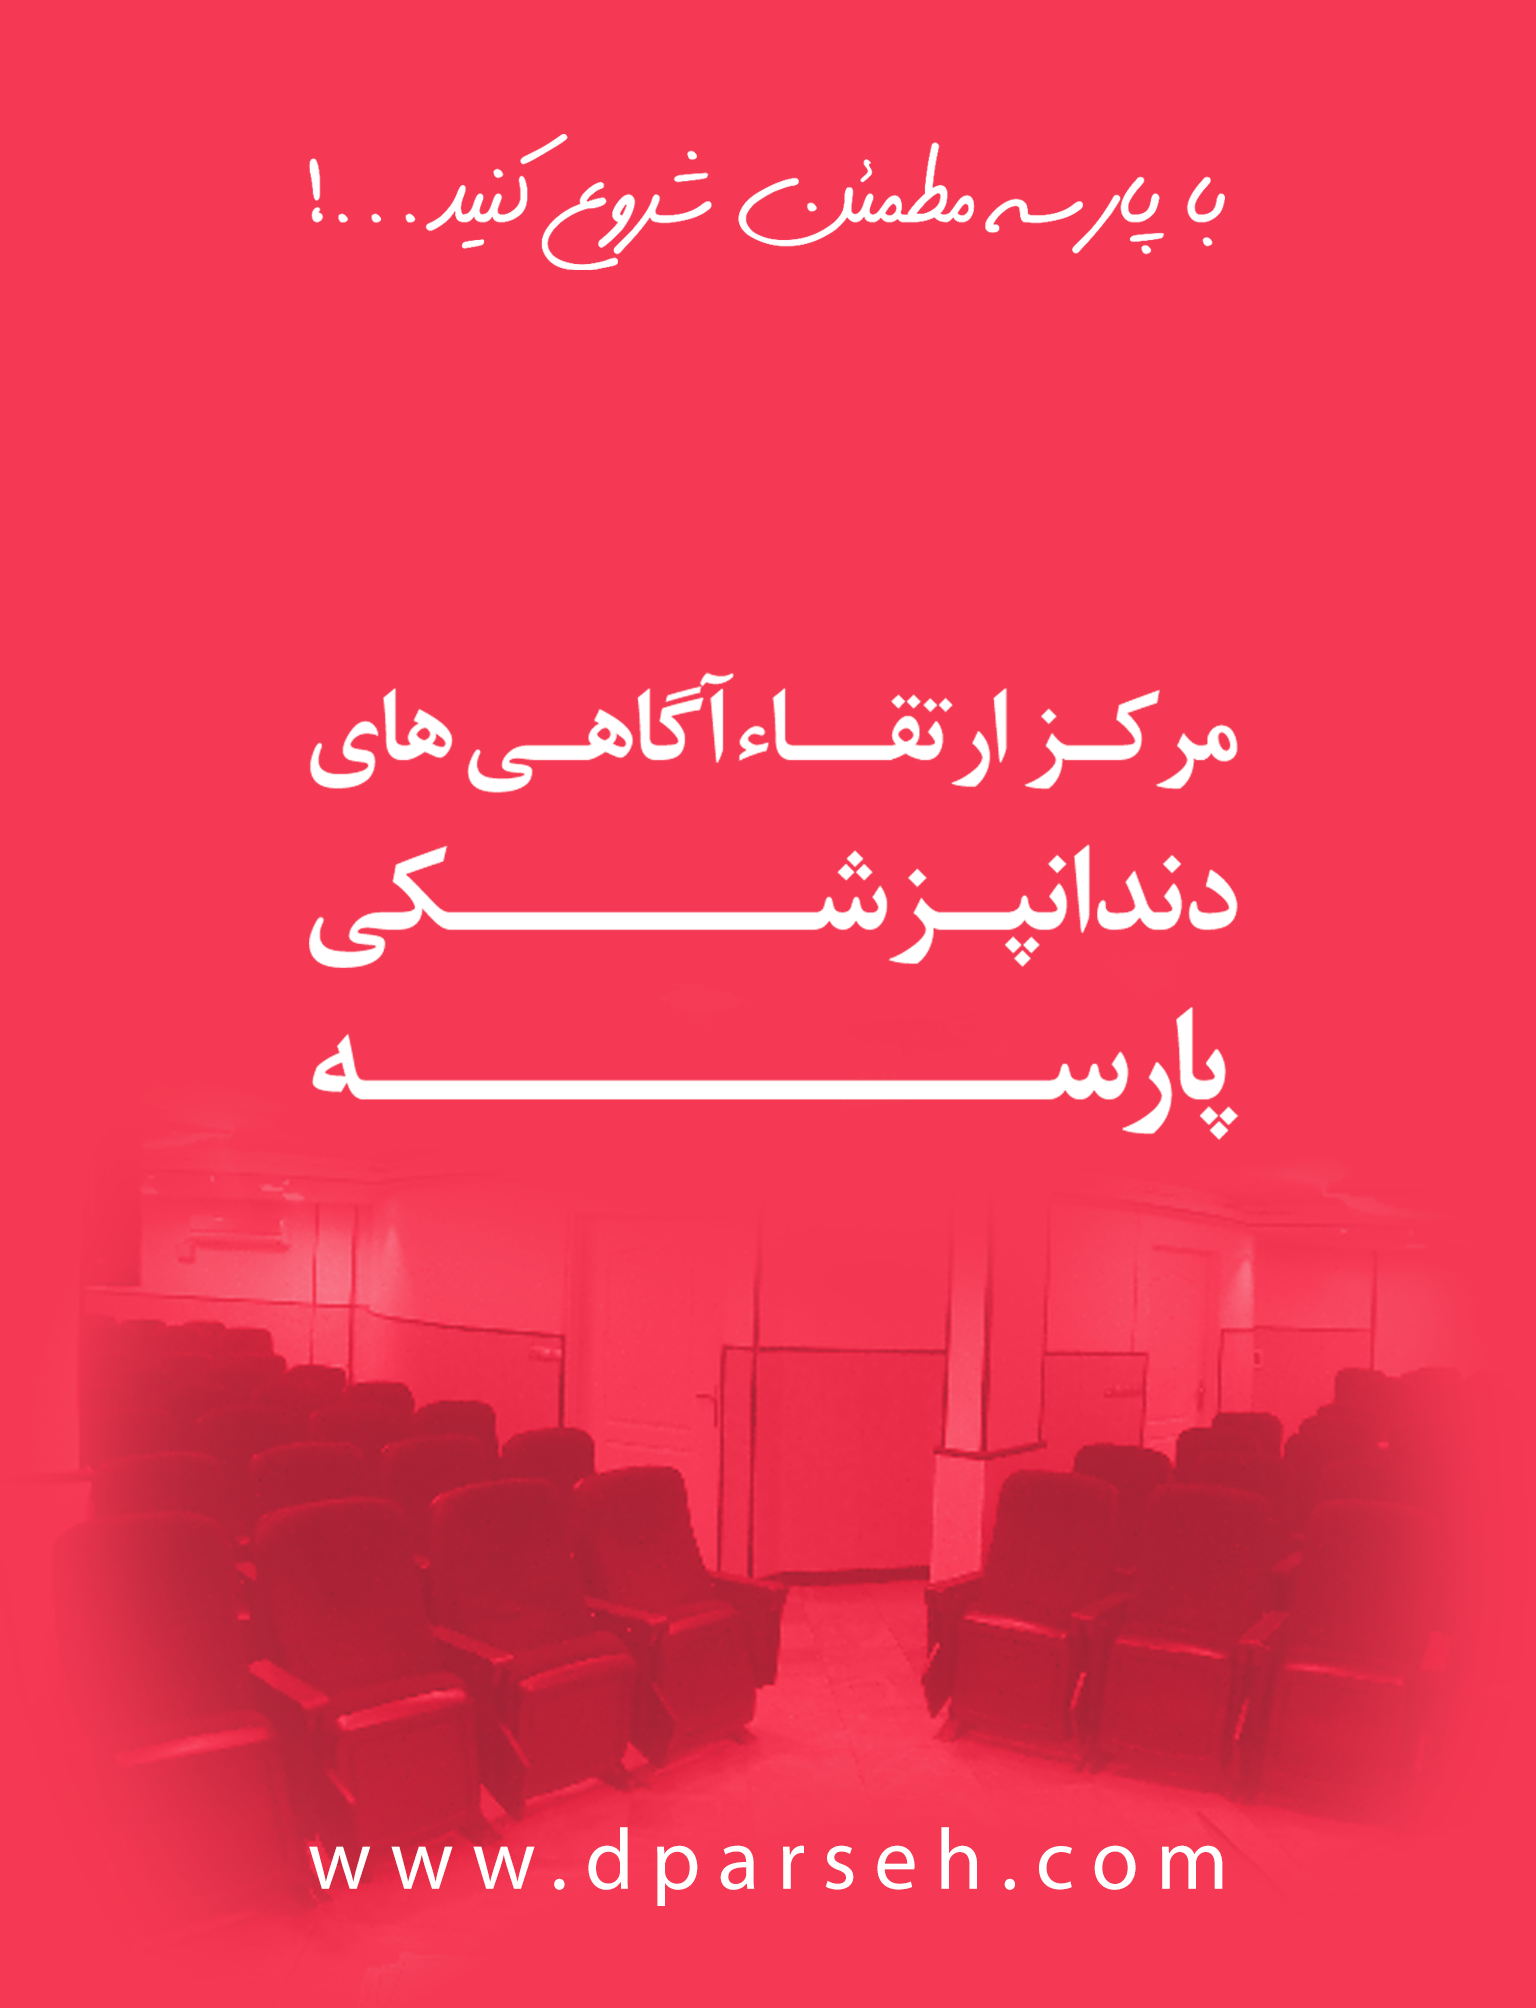 با پارسه مطمئن شروع کنید...!
مرکز ارتقاء آگاهی های
دندانپزشکی
پارسه
www.dparseh.com